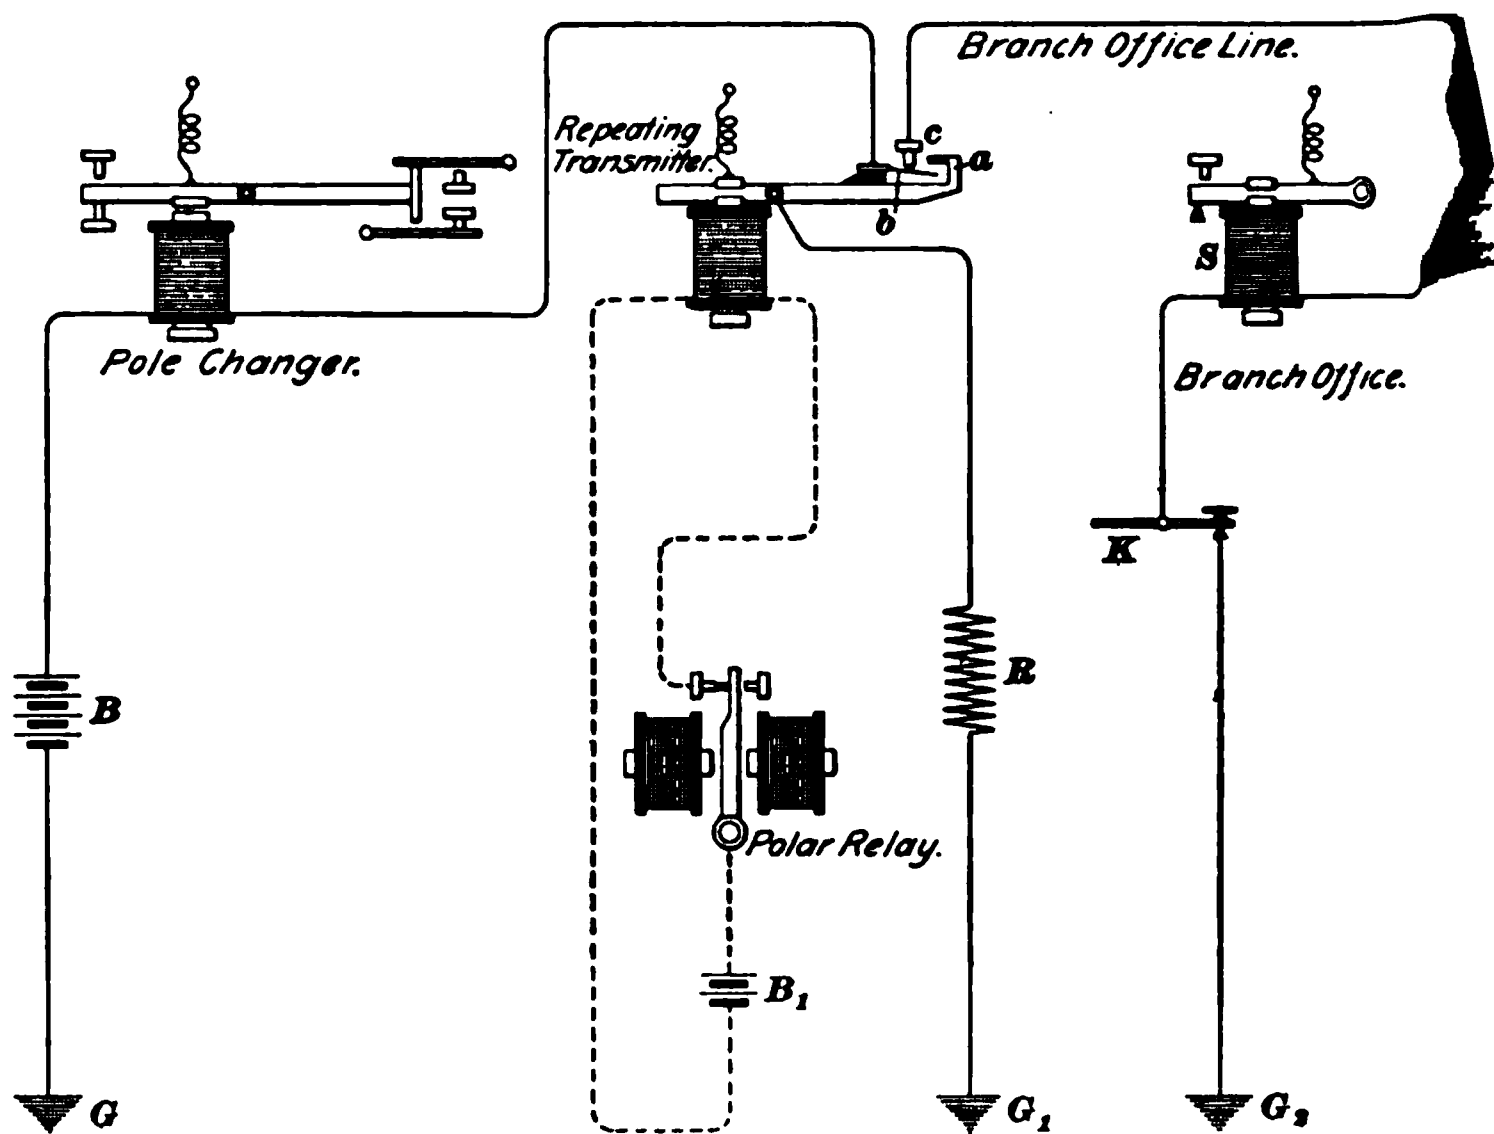 Branch Office Line.
Repeating
Transmitter.
c
a
b
S
Pole Changer.
Branch Office.
K
B
R
Polar Relay.
B1
G
G1
G2